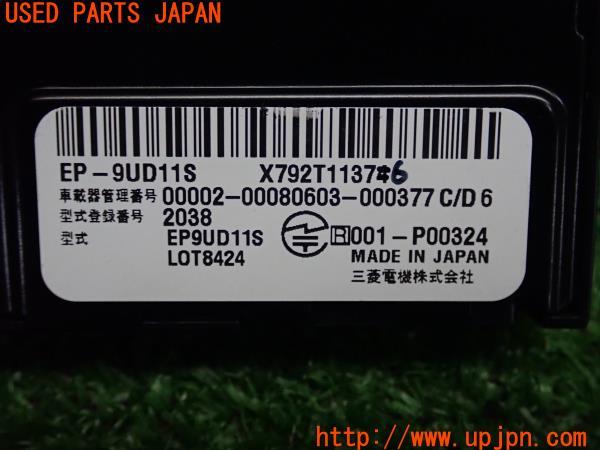 USED PARTS JAPAN
EP-9UD11S X792T1137#6
車載器管理番号 00002-00080603-000377 C/D 6
型式登録番号 2038
型式 EP9UD11S R 001-P00324
LOT8424 MADE IN JAPAN
三菱電機株式会社
http://www.upjpn.com/